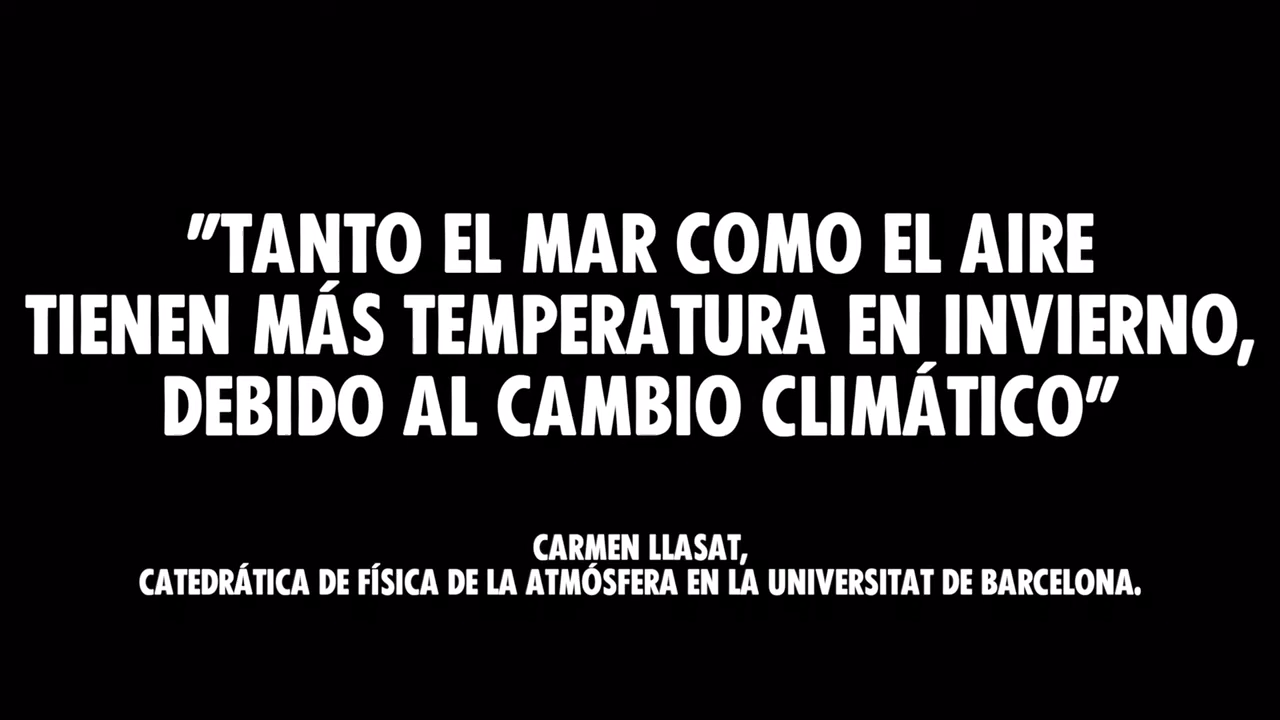 "TANTO EL MAR COMO EL AIRE
TIENEN MÁS TEMPERATURA EN INVIERNO,
DEBIDO AL CAMBIO CLIMÁTICO"
CARMEN LLASAT,
CATEDRÁTICA DE FÍSICA DE LA ATMÓSFERA EN LA UNIVERSITAT DE BARCELONA.